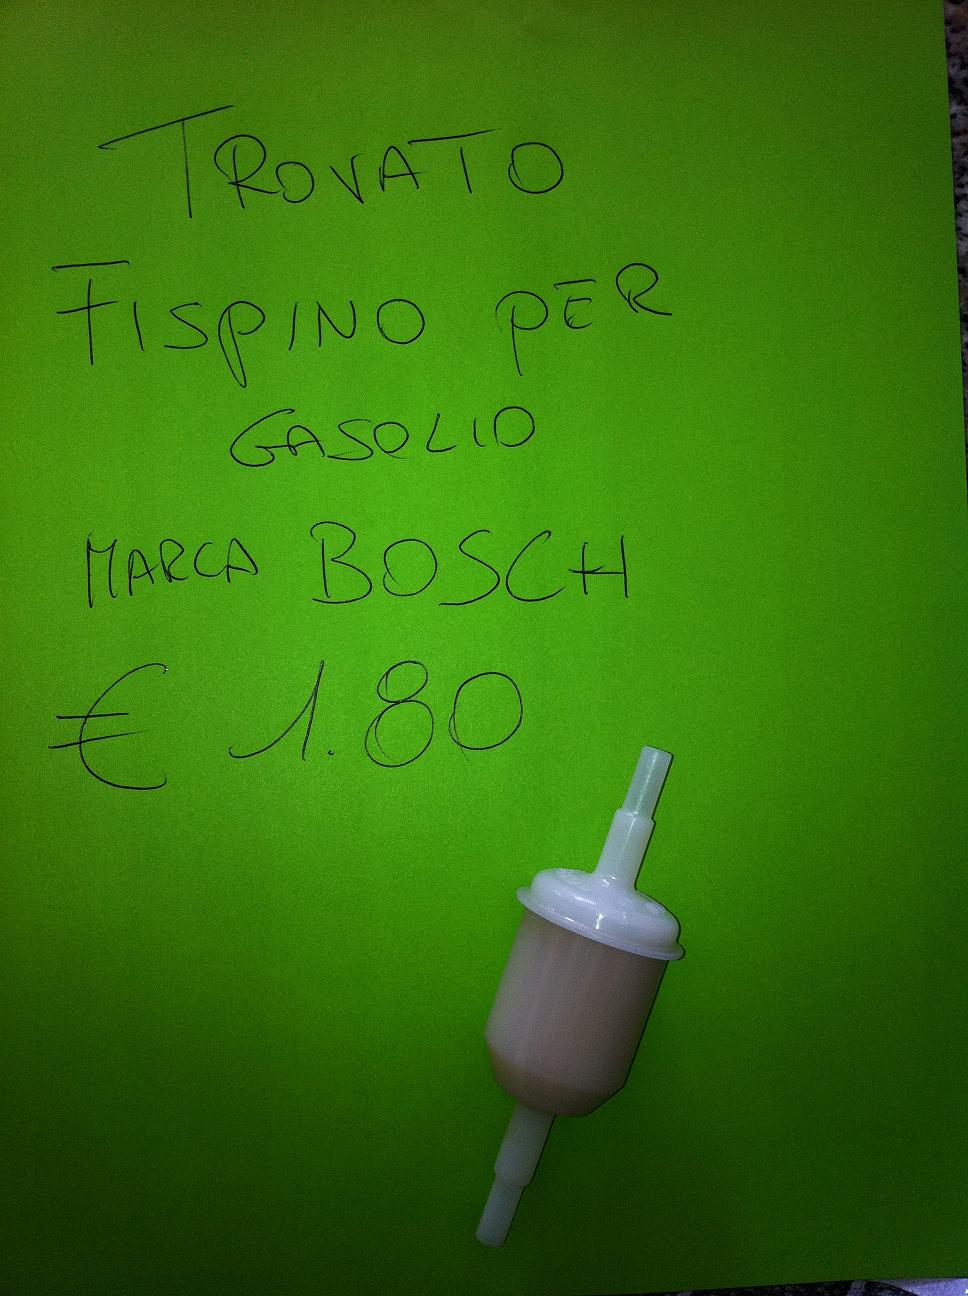 TROVATO
FISPINO PER
GASOLIO
MARCA BOSCH
€ 1.80